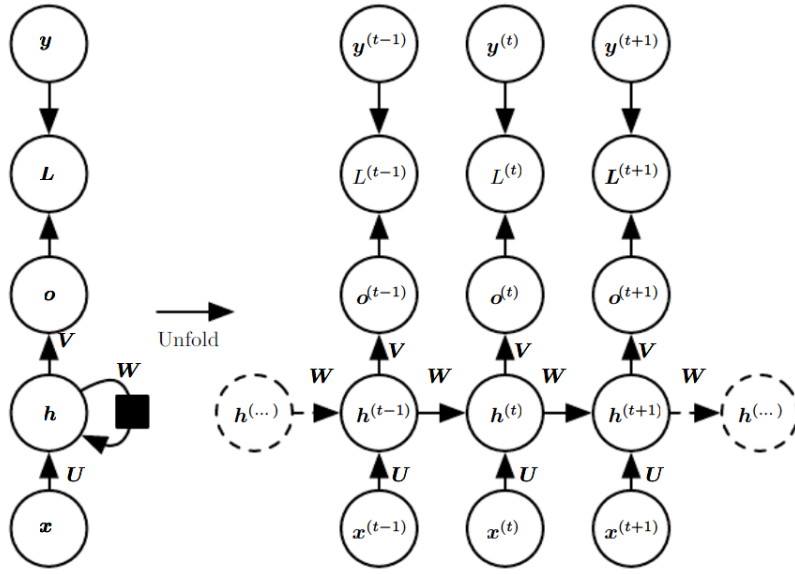 y y^(t−1) y^(t) y^(t+1)
L L^(t−1) L^(t) L^(t+1)
o o^(t−1) o^(t) o^(t+1)
Unfold
V V V V
W W W W W
h h^(...) h^(t−1) h^(t) h^(t+1) h^(...)
U U U U
x x^(t−1) x^(t) x^(t+1)